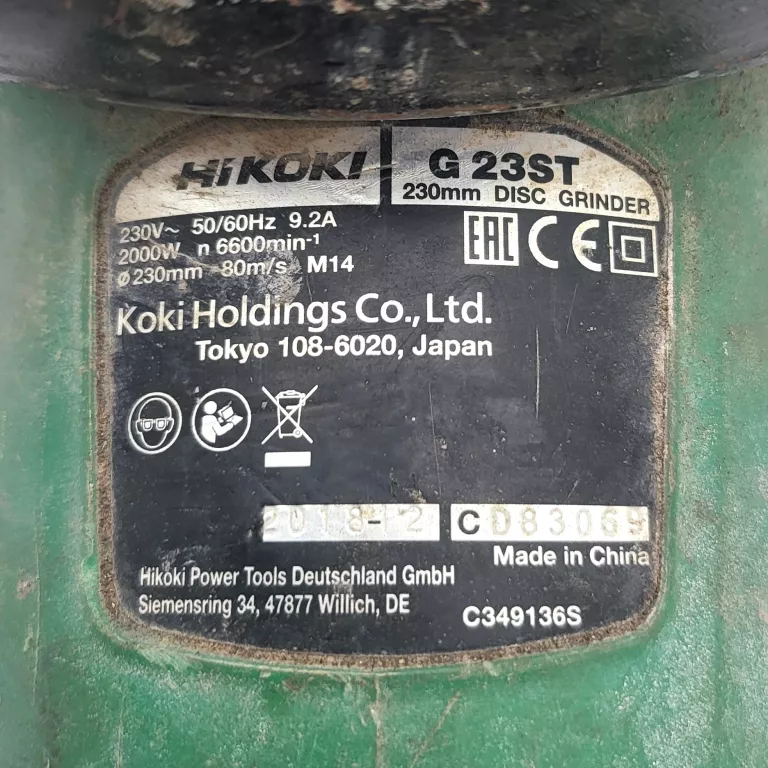 HiKOKI
G 23ST
230mm DISC GRINDER
230V~ 50/60Hz 9.2A
2000W n 6600min⁻¹
ø230mm 80m/s M14
EAC CE
Koki Holdings Co.,Ltd.
Tokyo 108-6020, Japan
2018-12 CD83069
Made in China
Hikoki Power Tools Deutschland GmbH
Siemensring 34, 47877 Willich, DE
C349136S